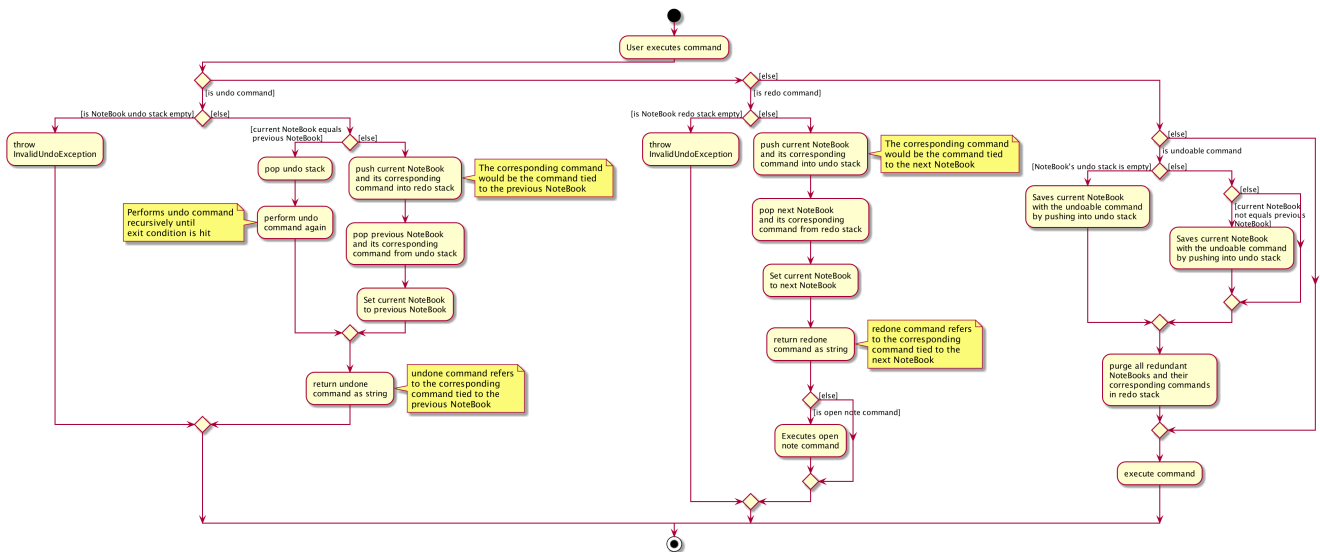 User executes command
[is undo command]
[is NoteBook undo stack empty]
[else]
throw
InvalidUndoException
[current NoteBook equals
previous NoteBook]
[else]
pop undo stack
Performs undo command
recursively until
exit condition is hit
perform undo
command again
push current NoteBook
and its corresponding
command into redo stack
The corresponding command
would be the command tied
to the previous NoteBook
pop previous NoteBook
and its corresponding
command from undo stack
Set current NoteBook
to previous NoteBook
return undone
command as string
undone command refers
to the corresponding
command tied to the
previous NoteBook
[else]
[is redo command]
[is NoteBook redo stack empty]
[else]
throw
InvalidUndoException
push current NoteBook
and its corresponding
command into undo stack
The corresponding command
would be the command tied
to the next NoteBook
pop next NoteBook
and its corresponding
command from redo stack
Set current NoteBook
to next NoteBook
return redone
command as string
redone command refers
to the corresponding
command tied to the
next NoteBook
[else]
[is open note command]
Executes open
note command
[else]
is undoable command
[NoteBook's undo stack is empty]
[else]
Saves current NoteBook
with the undoable command
by pushing into undo stack
[else]
[current NoteBook
not equals previous
NoteBook]
Saves current NoteBook
with the undoable command
by pushing into undo stack
purge all redundant
NoteBooks and their
corresponding commands
in redo stack
execute command